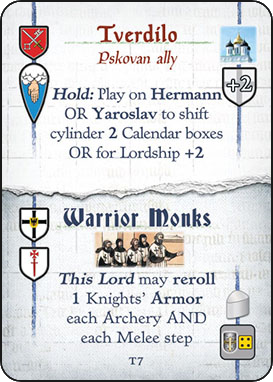 Tverdilo
Pskovan ally
+2
Hold: Play on Hermann
OR Yaroslav to shift
cylinder 2 Calendar boxes
OR for Lordship +2
Warrior Monks
This Lord may reroll
1 Knights' Armor
each Archery AND
each Melee step
T7